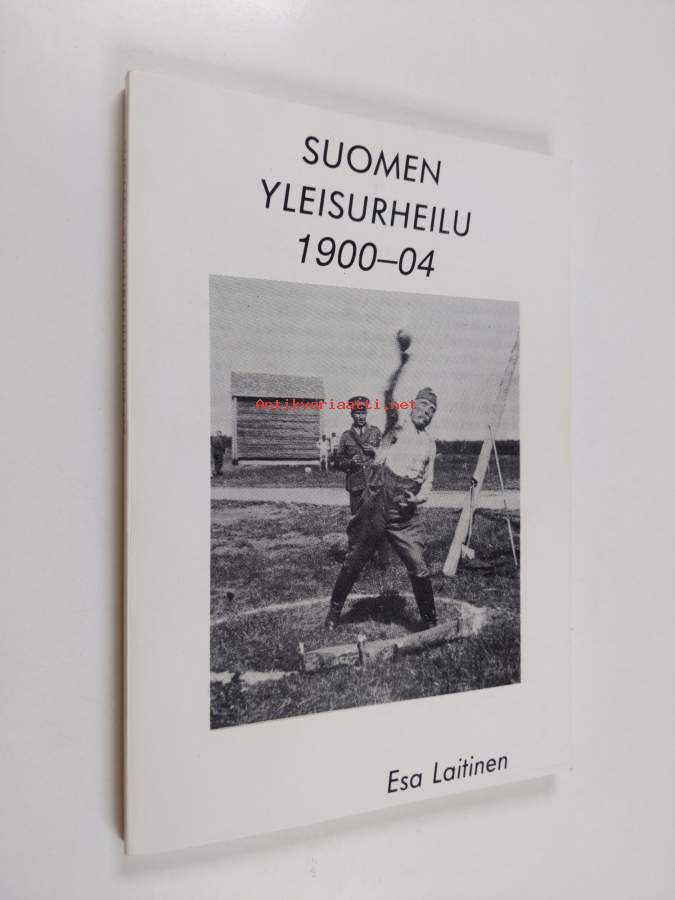 SUOMEN
YLEISURHEILU
1900–04
Antikvariaatti.net
Esa Laitinen